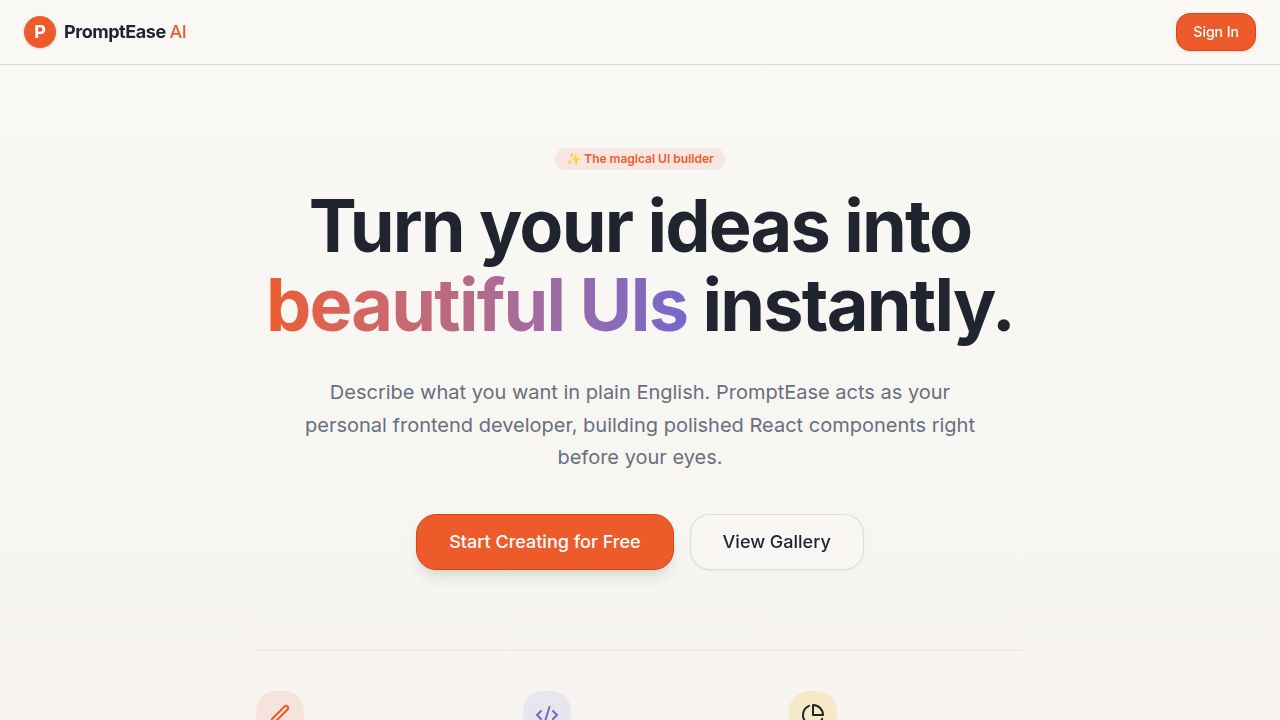 P PromptEase AI
Sign In
✨ The magical UI builder
Turn your ideas into
beautiful UIs instantly.
Describe what you want in plain English. PromptEase acts as your
personal frontend developer, building polished React components right
before your eyes.
Start Creating for Free
View Gallery